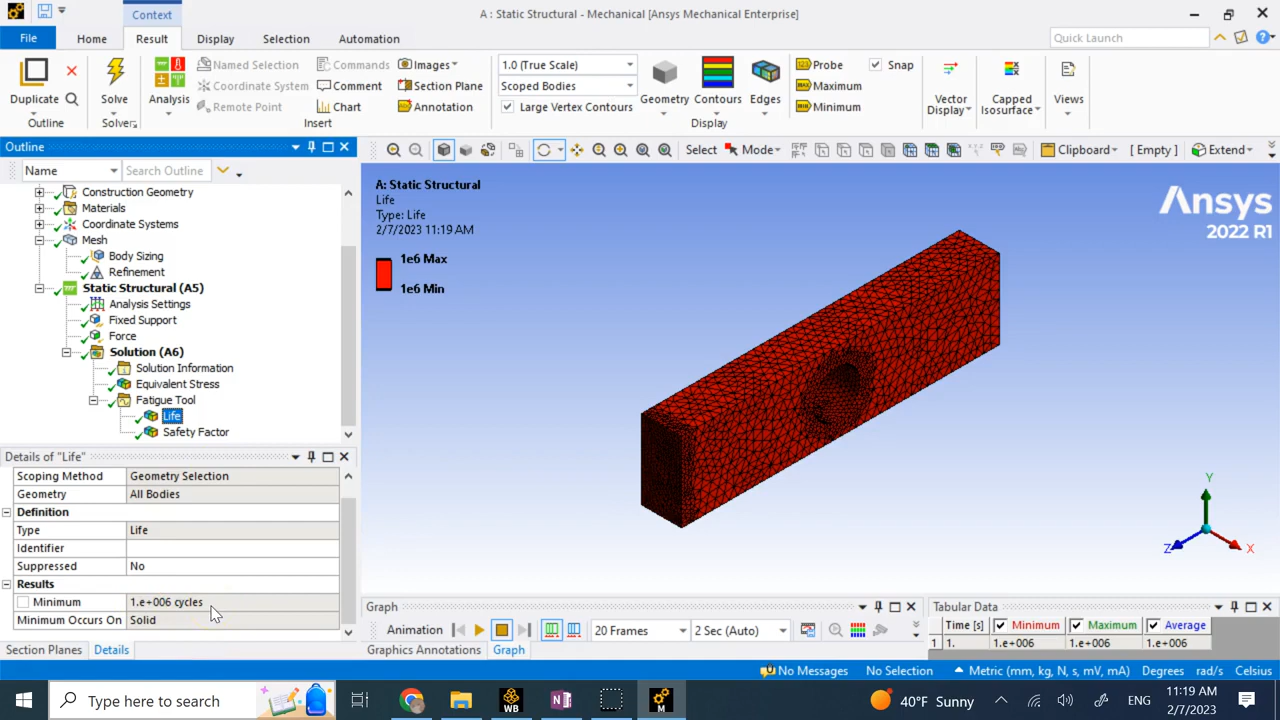 Context
A : Static Structural - Mechanical [Ansys Mechanical Enterprise]
File
Home
Result
Display
Selection
Automation
Quick Launch
Duplicate
Outline
Solve
Solver
Analysis
Named Selection
Coordinate System
Remote Point
Commands
Comment
Chart
Images
Section Plane
Annotation
Insert
1.0 (True Scale)
Scoped Bodies
Large Vertex Contours
Geometry
Contours
Edges
Display
Probe
Snap
Maximum
Minimum
Vector
Display
Capped
Isosurface
Views
Outline
Name
Search Outline
Select
Mode
Clipboard
[ Empty ]
Extend
Construction Geometry
Materials
Coordinate Systems
Mesh
Body Sizing
Refinement
Static Structural (A5)
Analysis Settings
Fixed Support
Force
Solution (A6)
Solution Information
Equivalent Stress
Fatigue Tool
Life
Safety Factor
A: Static Structural
Life
Type: Life
2/7/2023 11:19 AM
1e6 Max
1e6 Min
Ansys
2022 R1
Y
Z
X
Details of "Life"
Scoping Method Geometry Selection
Geometry All Bodies
Definition
Type Life
Identifier
Suppressed No
Results
Minimum 1.e+006 cycles
Minimum Occurs On Solid
Section Planes
Details
Graph
Animation
20 Frames
2 Sec (Auto)
Graphics Annotations
Graph
Tabular Data
Time [s] Minimum Maximum Average
1 1. 1.e+006 1.e+006 1.e+006
No Messages
No Selection
Metric (mm, kg, N, s, mV, mA)
Degrees
rad/s
Celsius
Type here to search
WB
N
M
40°F Sunny
ENG
11:19 AM
2/7/2023